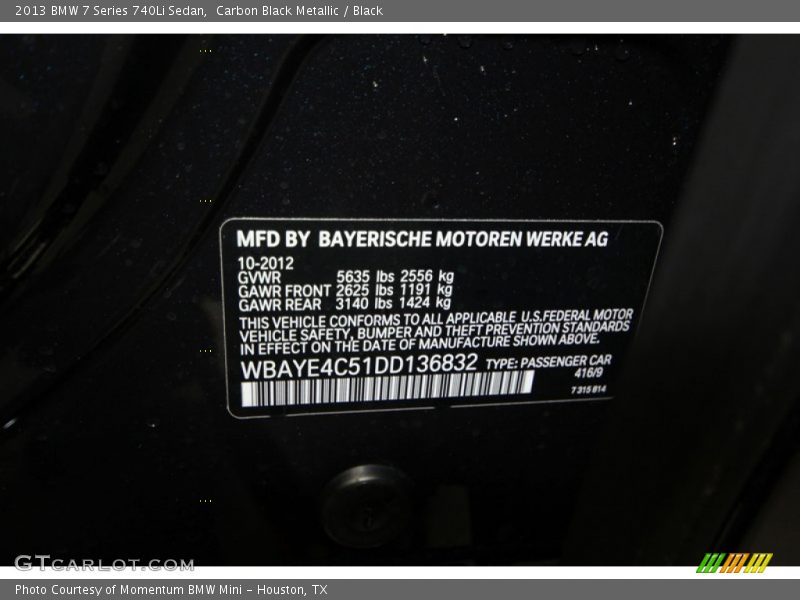 2013 BMW 7 Series 740Li Sedan,  Carbon Black Metallic / Black
MFD BY BAYERISCHE MOTOREN WERKE AG
10-2012
GVWR 5635 lbs 2556 kg
GAWR FRONT 2625 lbs 1191 kg
GAWR REAR 3140 lbs 1424 kg
THIS VEHICLE CONFORMS TO ALL APPLICABLE U.S.FEDERAL MOTOR
VEHICLE SAFETY, BUMPER AND THEFT PREVENTION STANDARDS
IN EFFECT ON THE DATE OF MANUFACTURE SHOWN ABOVE.
WBAYE4C51DD136832 TYPE: PASSENGER CAR
416/9
7 315 814
GTcarlot.com
Photo Courtesy of Momentum BMW Mini - Houston, TX